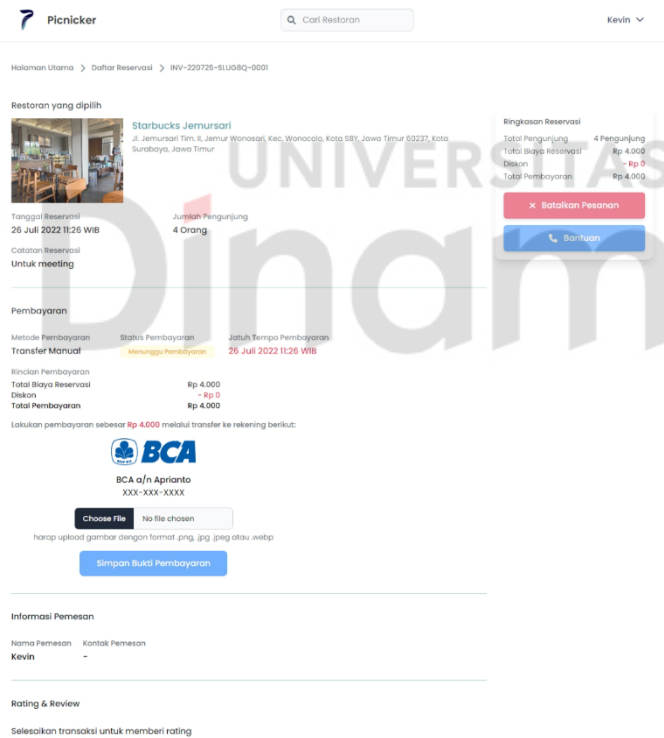 Picnicker
Cari Restoran
Kevin
Halaman Utama > Daftar Reservasi > INV-220725-SLUG8Q-0001
Restoran yang dipilih
Starbucks Jemursari
Jl. Jemursari Tim. II, Jemur Wonosari, Kec. Wonocolo, Kota SBY, Jawa Timur 60237, Kota
Surabaya, Jawa Timur
Tanggal Reservasi
26 Juli 2022 11:26 WIB
Jumlah Pengunjung
4 Orang
Catatan Reservasi
Untuk meeting
Ringkasan Reservasi
Total Pengunjung 4 Pengunjung
Total Biaya Reservasi Rp 4.000
Diskon - Rp 0
Total Pembayaran Rp 4.000
× Batalkan Pesanan
Bantuan
UNIVERSITAS
Dinam
Pembayaran
Metode Pembayaran Status Pembayaran Jatuh Tempo Pembayaran
Transfer Manual Menunggu Pembayaran 26 Juli 2022 11:26 WIB
Rincian Pembayaran
Total Biaya Reservasi Rp 4.000
Diskon - Rp 0
Total Pembayaran Rp 4.000
Lakukan pembayaran sebesar Rp 4.000 melalui transfer ke rekening berikut:
BCA
BCA a/n Aprianto
XXX-XXX-XXXX
Choose File No file chosen
harap upload gambar dengan format .png, .jpg .jpeg atau .webp
Simpan Bukti Pembayaran
Informasi Pemesan
Nama Pemesan Kontak Pemesan
Kevin -
Rating & Review
Selesaikan transaksi untuk memberi rating